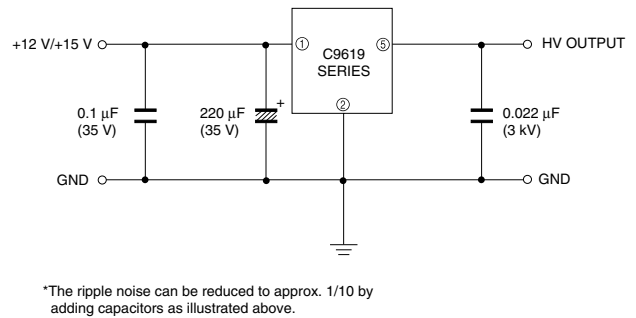 +12 V/+15 V
① C9619 SERIES ⑤
HV OUTPUT
②
+
0.1 μF
(35 V)
220 μF
(35 V)
0.022 μF
(3 kV)
GND
GND
*The ripple noise can be reduced to approx. 1/10 by
adding capacitors as illustrated above.